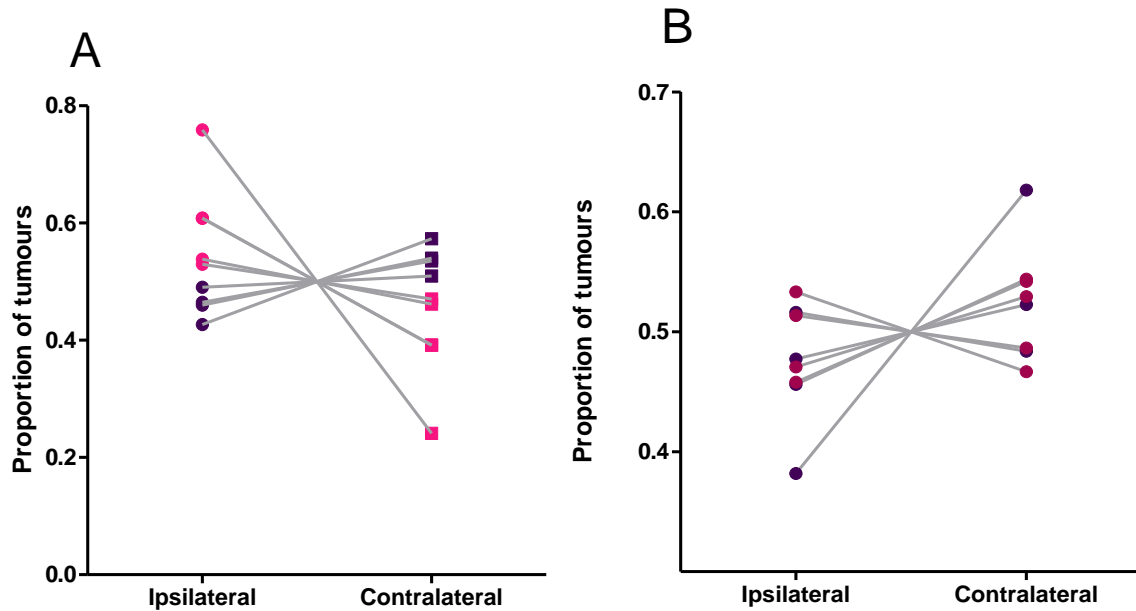 A
0.8
0.6
0.4
0.2
0.0
Proportion of tumours
Ipsilateral
Contralateral
B
0.7
0.6
0.5
0.4
Proportion of tumours
Ipsilateral
Contralateral